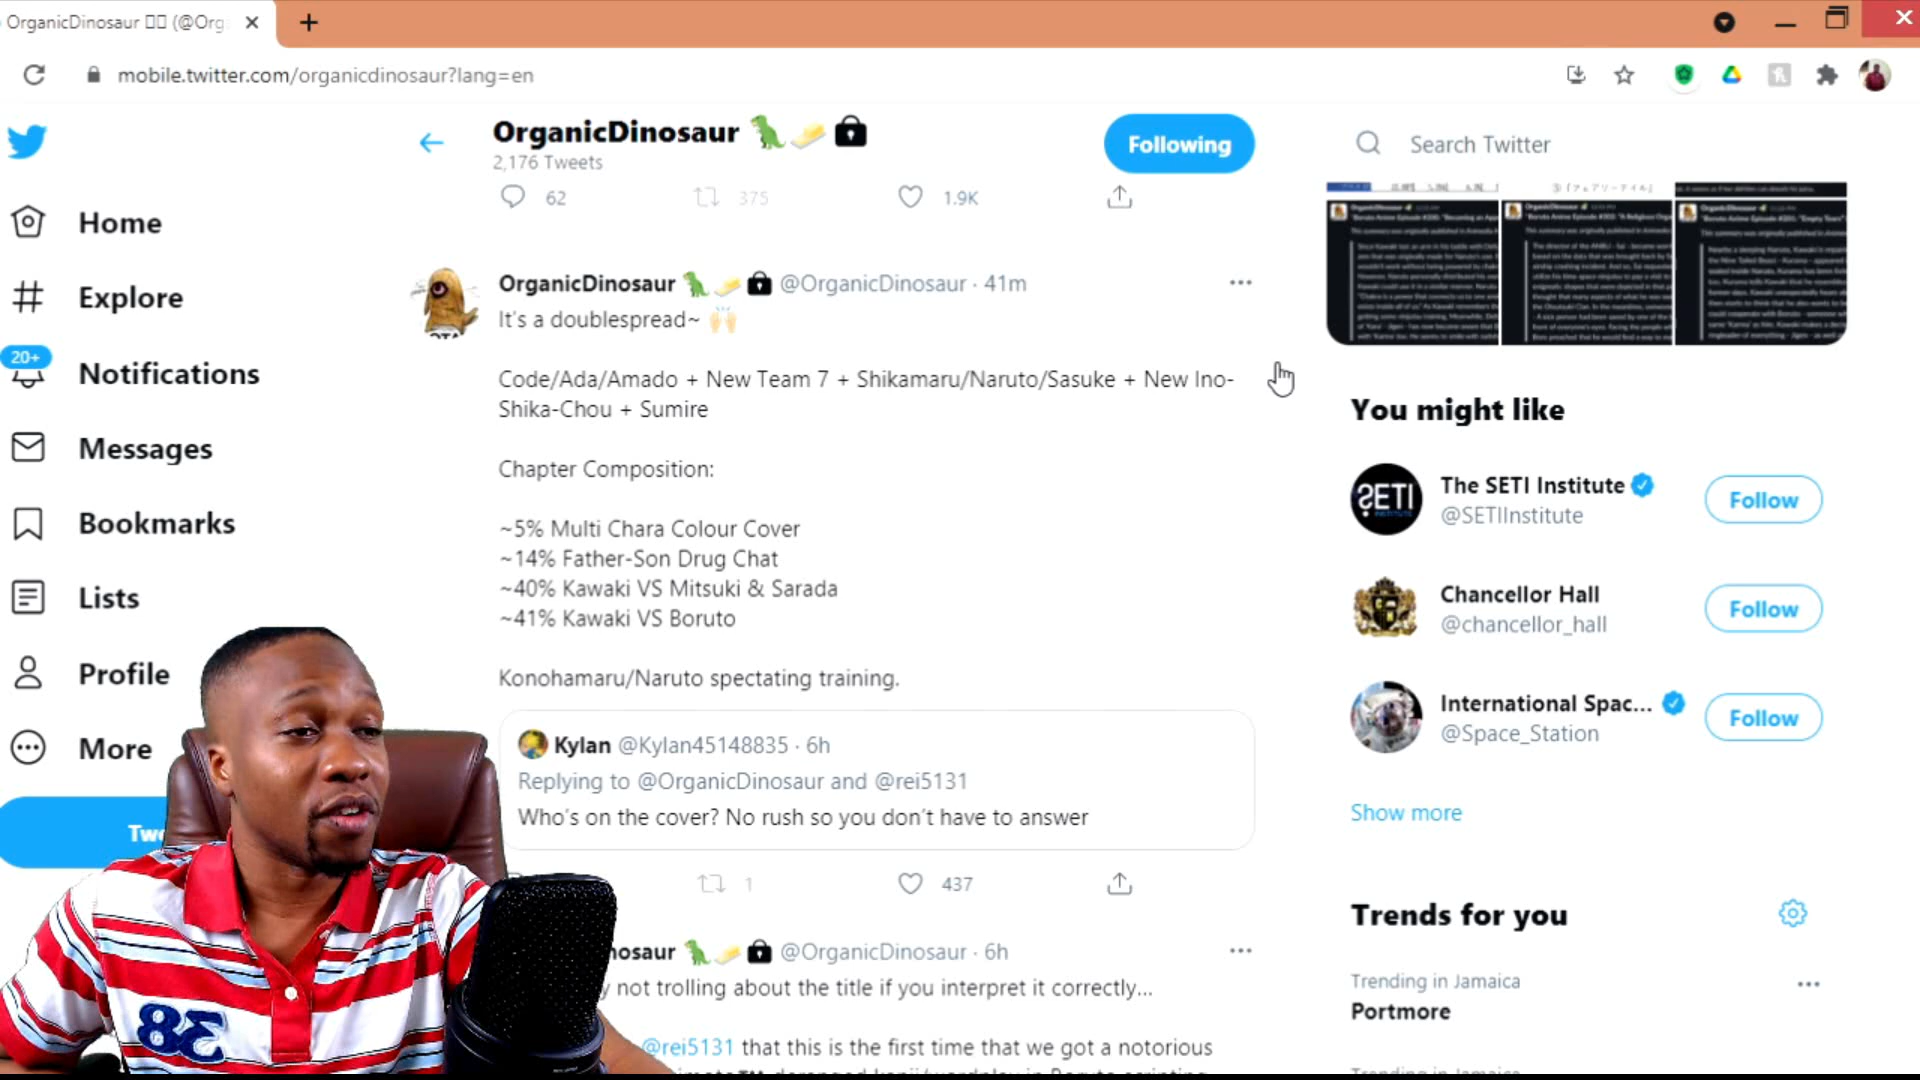 OrganicDinosaur (@Org
mobile.twitter.com/organicdinosaur?lang=en
OrganicDinosaur
2,176 Tweets
Following
Search Twitter
62
375
1.9K
Home
Explore
20+
Notifications
Messages
Bookmarks
Lists
Profile
More
Twe
OrganicDinosaur @OrganicDinosaur · 41m
It's a doublespread~
Code/Ada/Amado + New Team 7 + Shikamaru/Naruto/Sasuke + New Ino-
Shika-Chou + Sumire
Chapter Composition:
~5% Multi Chara Colour Cover
~14% Father-Son Drug Chat
~40% Kawaki VS Mitsuki & Sarada
~41% Kawaki VS Boruto
Konohamaru/Naruto spectating training.
Kylan @Kylan45148835 · 6h
Replying to @OrganicDinosaur and @rei5131
Who's on the cover? No rush so you don't have to answer
1
437
nosaur @OrganicDinosaur · 6h
y not trolling about the title if you interpret it correctly...
@rei5131 that this is the first time that we got a notorious
You might like
SETI
INSTITUTE
The SETI Institute
@SETIInstitute
Follow
Chancellor Hall
@chancellor_hall
Follow
International Spac...
@Space_Station
Follow
Show more
Trends for you
Trending in Jamaica
Portmore